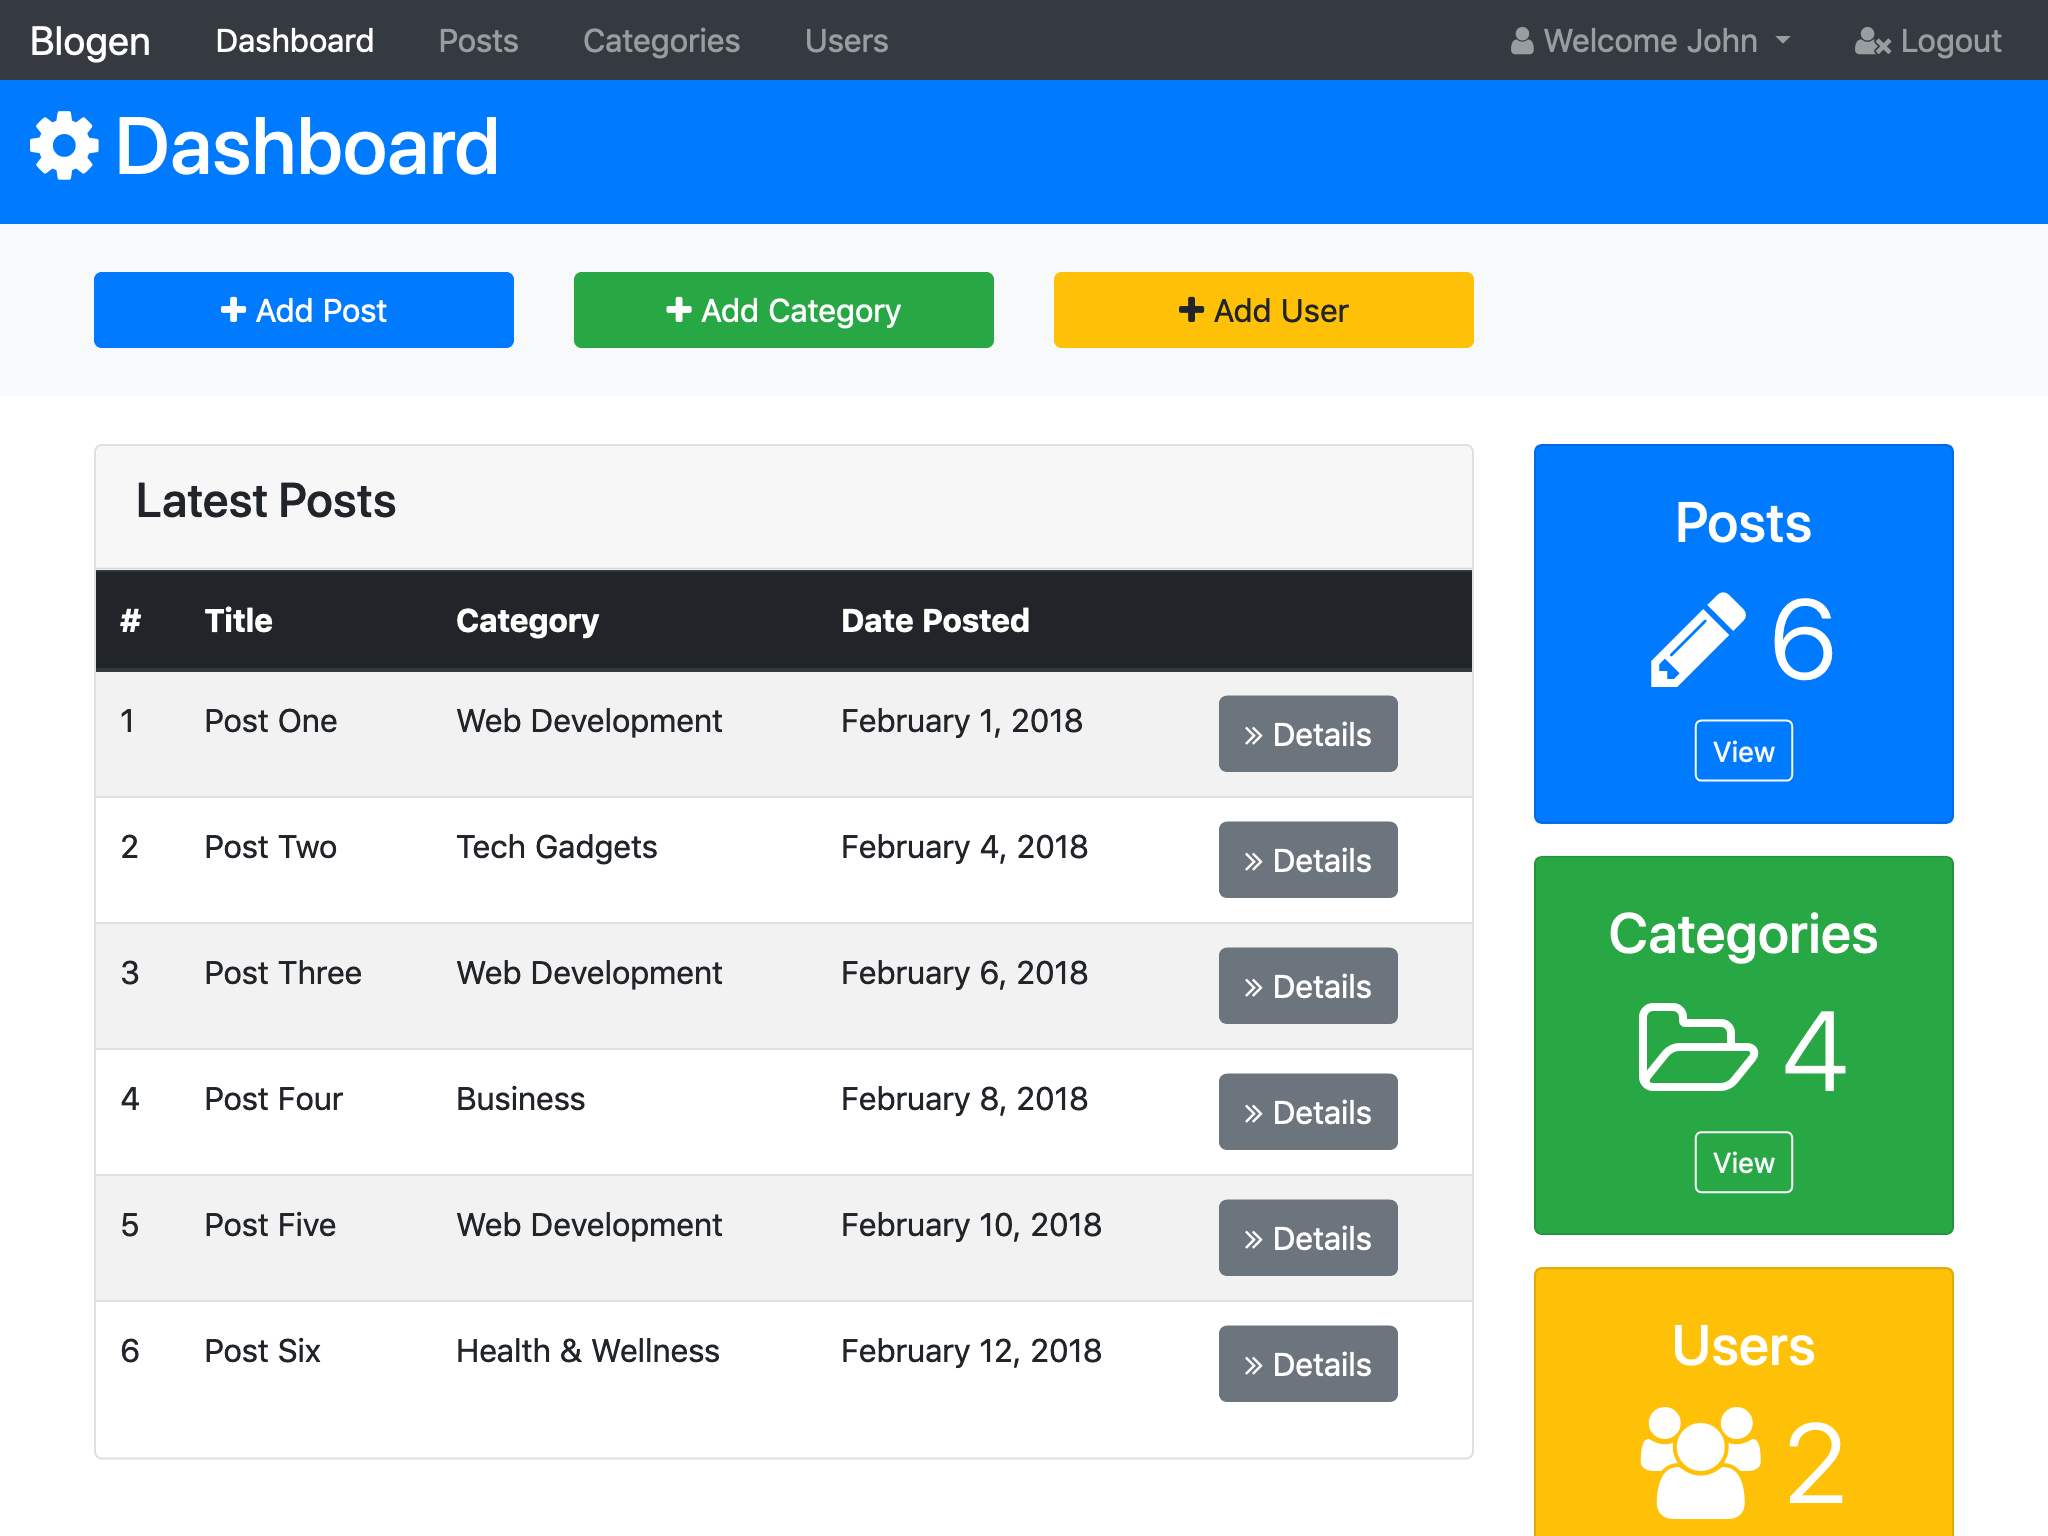 Blogen Dashboard Posts Categories Users Welcome John Logout
Dashboard
Add Post Add Category Add User
Latest Posts
# Title Category Date Posted
1 Post One Web Development February 1, 2018 » Details
2 Post Two Tech Gadgets February 4, 2018 » Details
3 Post Three Web Development February 6, 2018 » Details
4 Post Four Business February 8, 2018 » Details
5 Post Five Web Development February 10, 2018 » Details
6 Post Six Health & Wellness February 12, 2018 » Details
Posts
6
View
Categories
4
View
Users
2